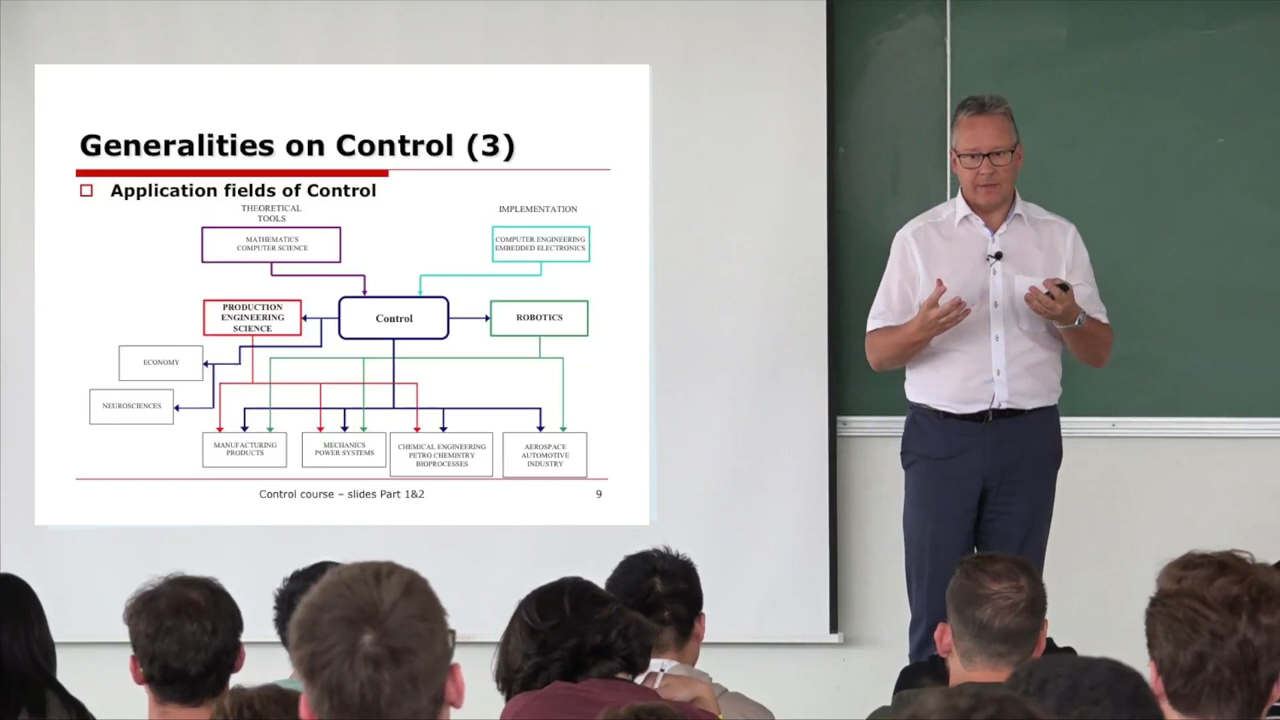 Generalities on Control (3)
Application fields of Control
THEORETICAL
TOOLS
IMPLEMENTATION
MATHEMATICS
COMPUTER SCIENCE
COMPUTER ENGINEERING
EMBEDDED ELECTRONICS
PRODUCTION
ENGINEERING
SCIENCE
Control
ROBOTICS
ECONOMY
NEUROSCIENCES
MANUFACTURING
PRODUCTS
MECHANICS
POWER SYSTEMS
CHEMICAL ENGINEERING
PETRO CHEMISTRY
BIOPROCESSES
AEROSPACE
AUTOMOTIVE
INDUSTRY
Control course – slides Part 1&2
9